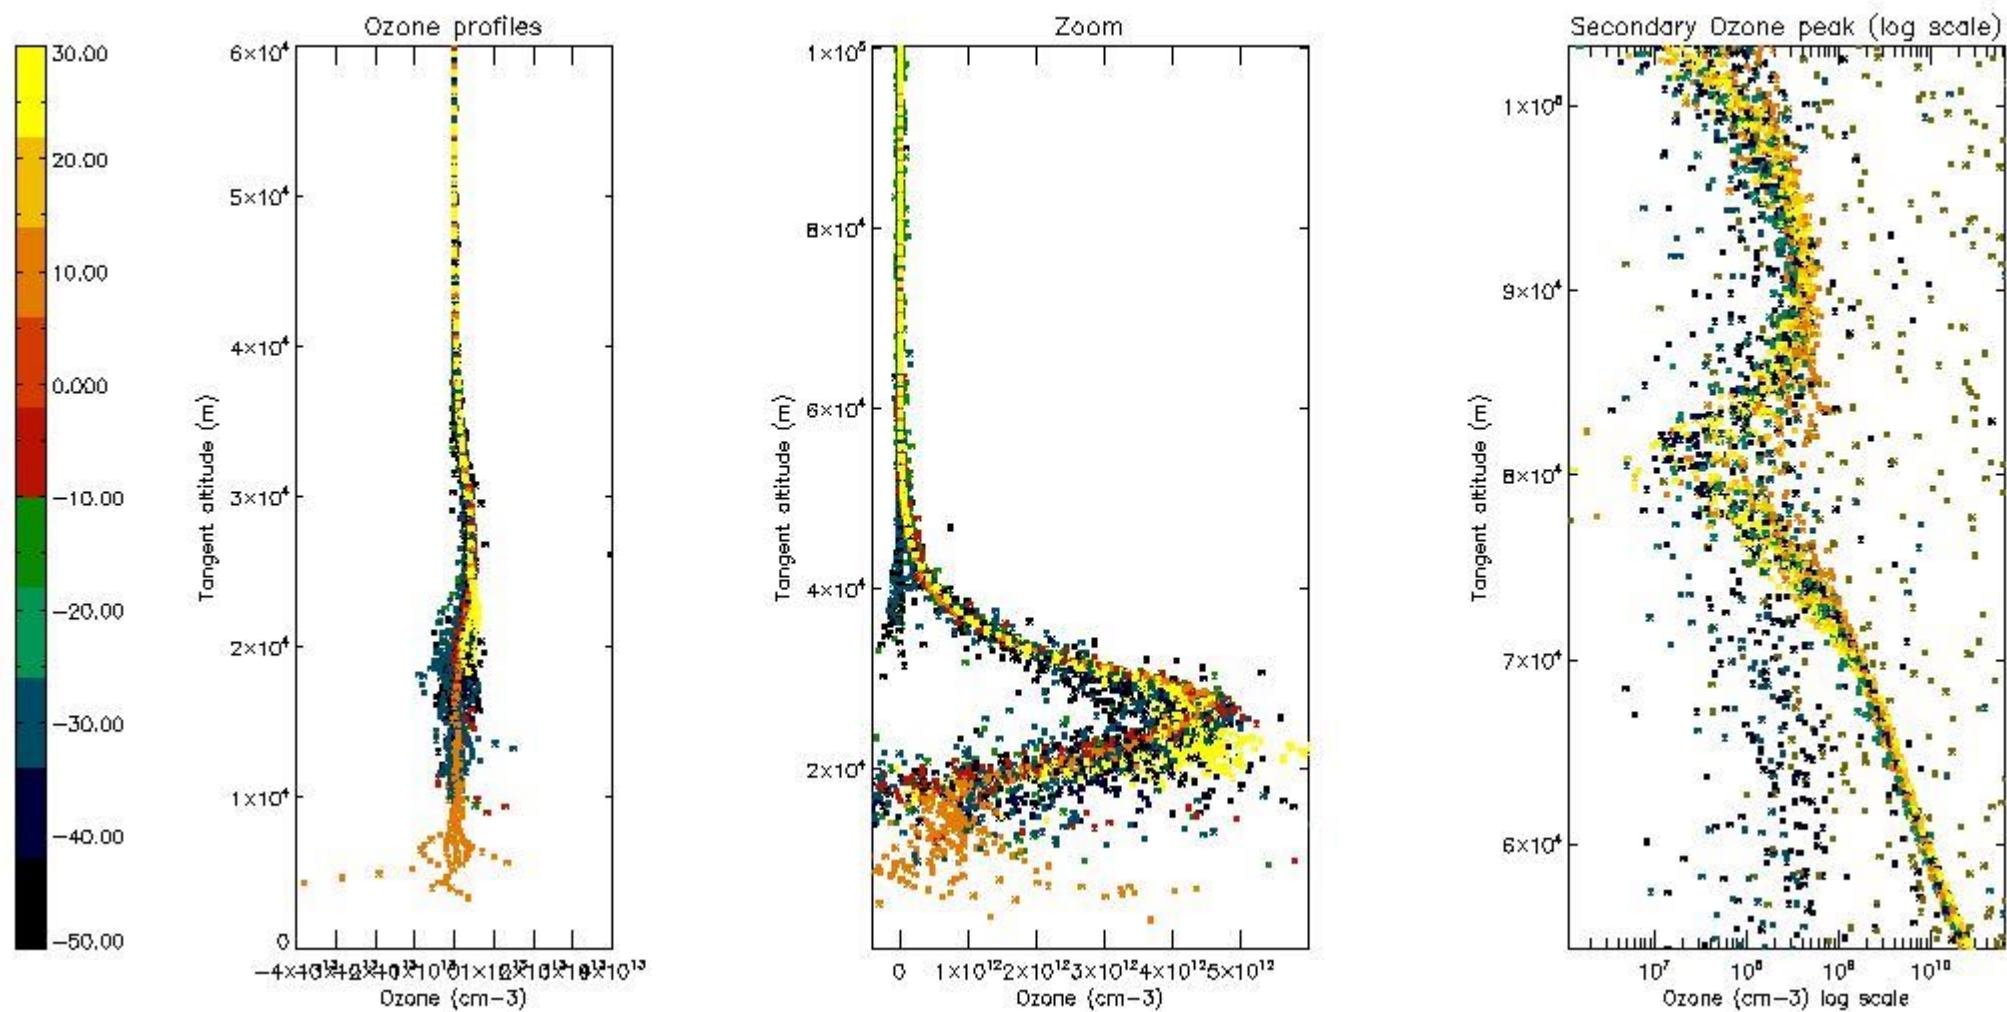 Ozone profiles
Zoom
Secondary Ozone peak (log scale)
30.00
20.00
10.00
0.000
−10.00
−20.00
−30.00
−40.00
−50.00
6×10⁴
5×10⁴
4×10⁴
3×10⁴
2×10⁴
1×10⁴
0
Tangent altitude (m)
Ozone (cm−3)
1×10⁵
8×10⁴
6×10⁴
4×10⁴
2×10⁴
Tangent altitude (m)
0 1×10¹² 2×10¹² 3×10¹² 4×10¹² 5×10¹²
Ozone (cm−3)
1×10⁵
9×10⁴
8×10⁴
7×10⁴
6×10⁴
Tangent altitude (m)
10⁷ 10⁸ 10⁹ 10¹⁰
Ozone (cm−3) log scale